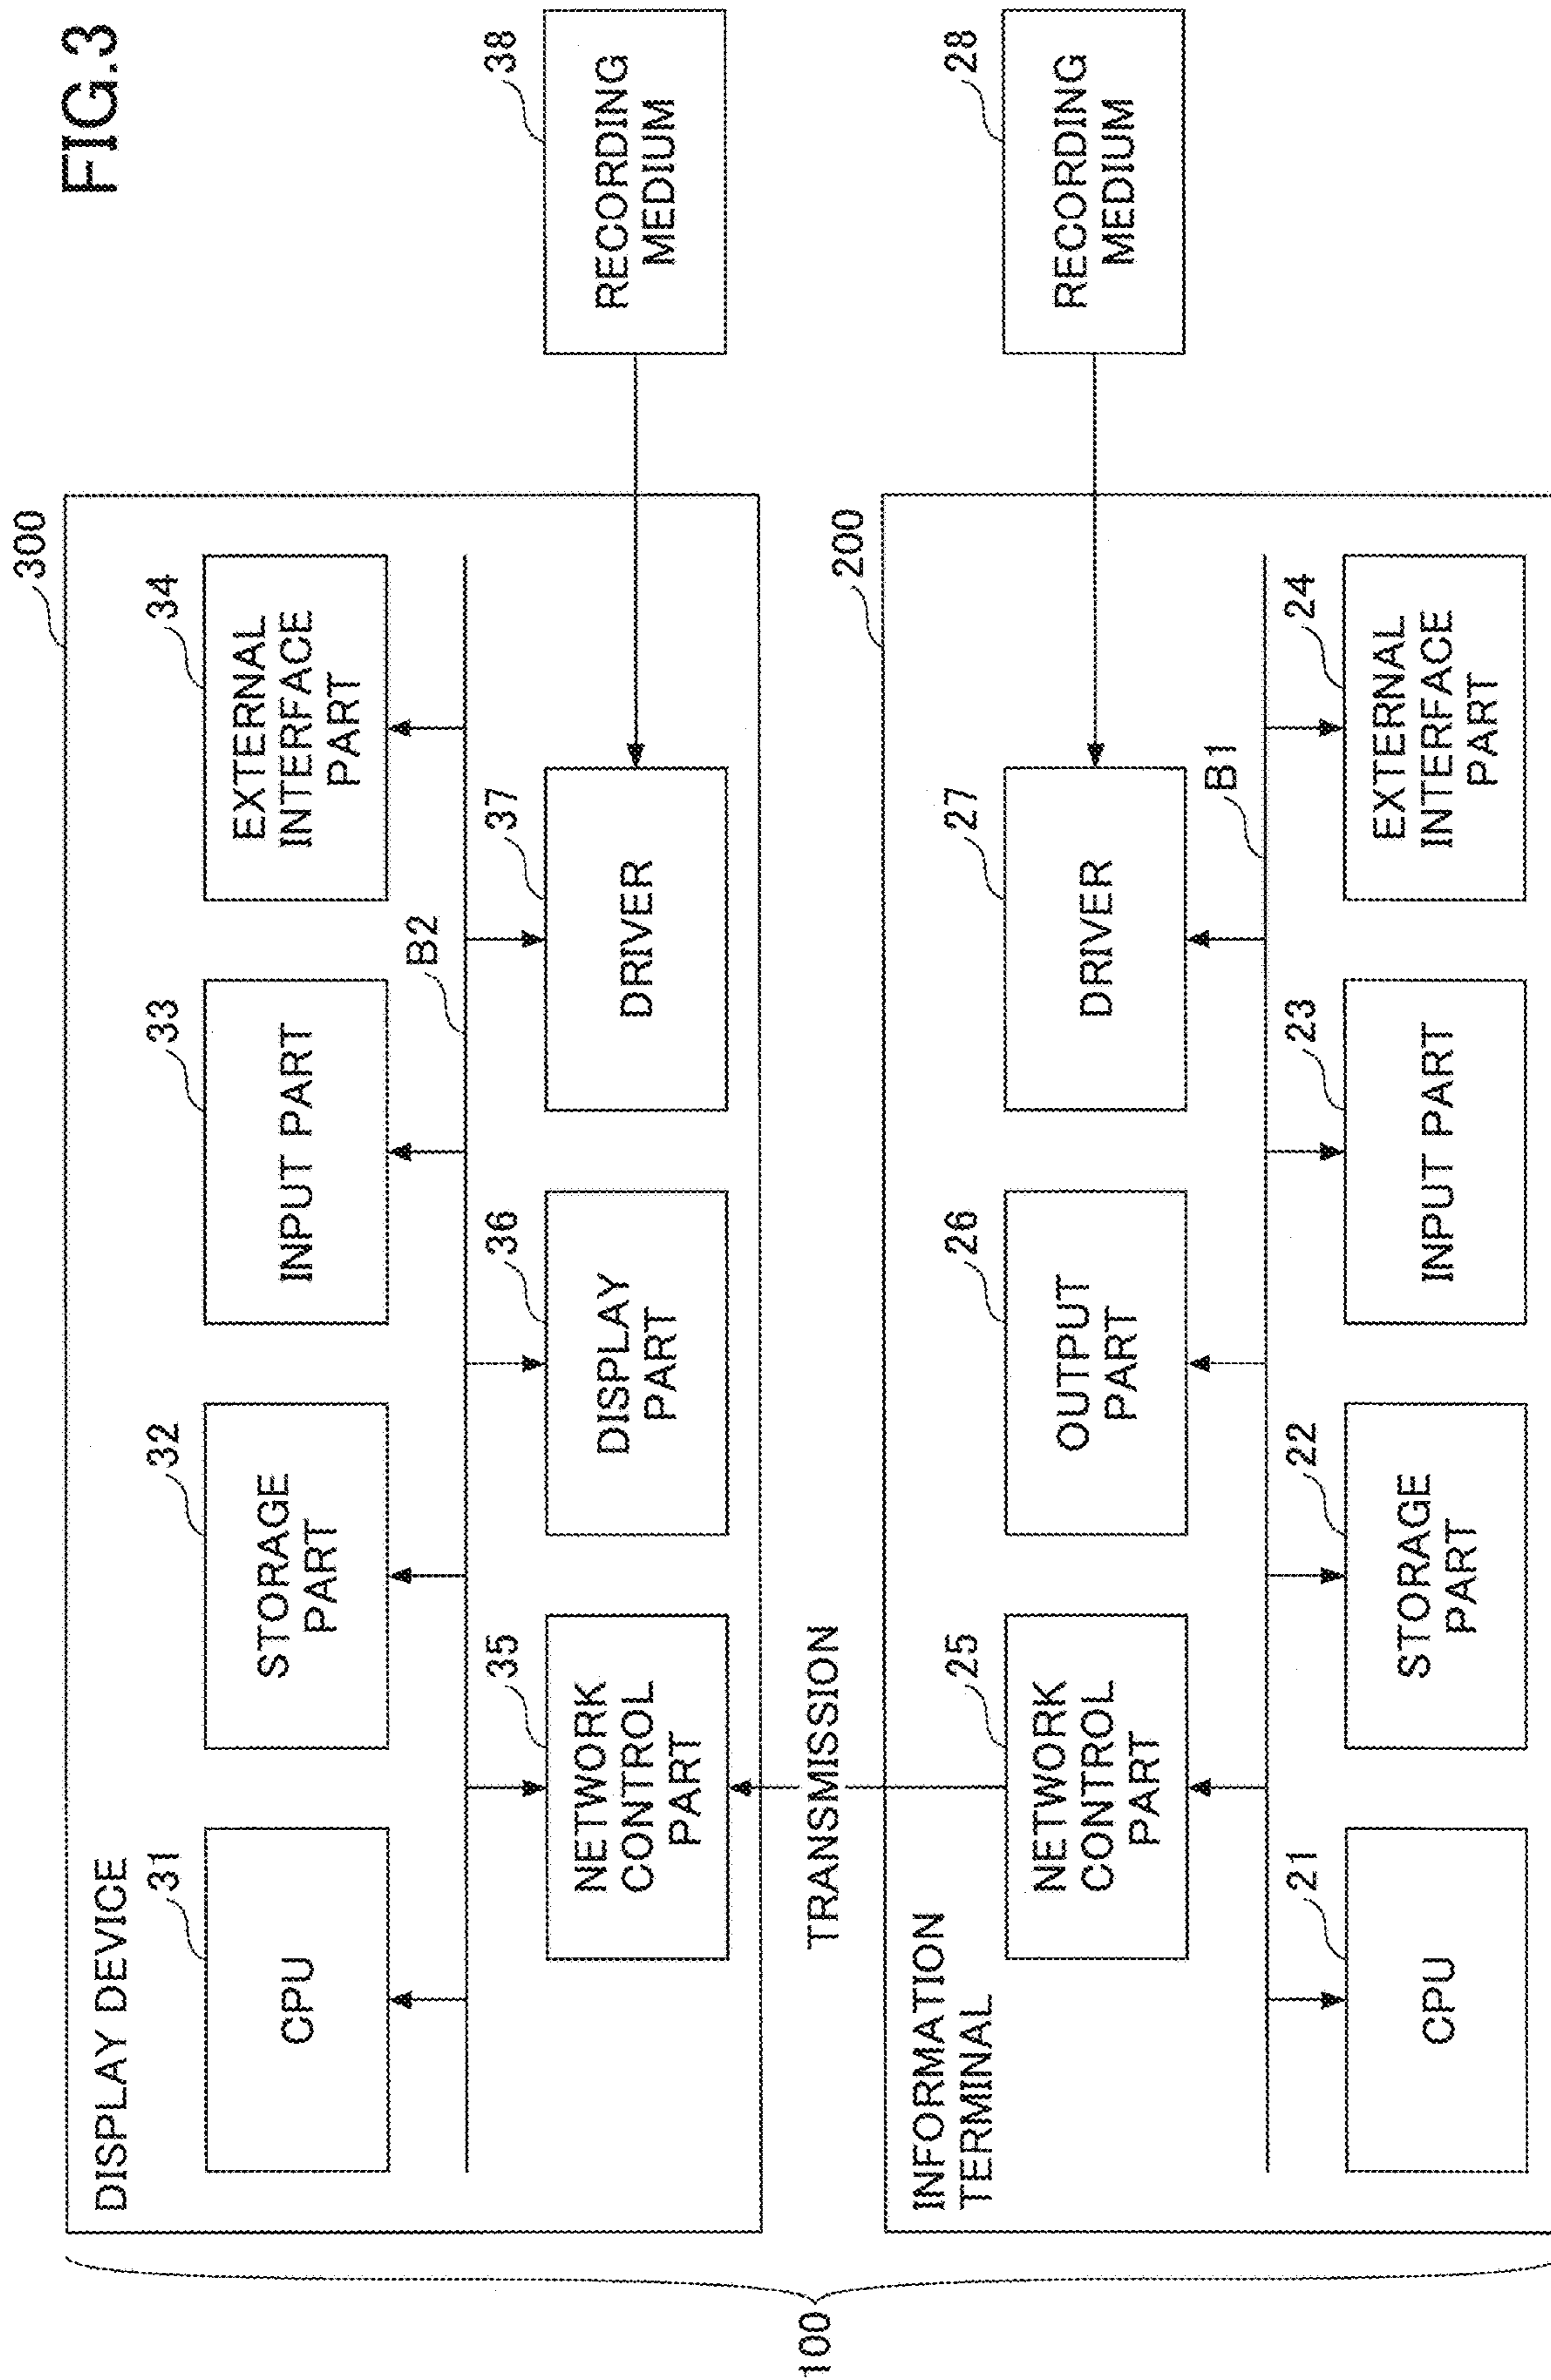 FIG.3
100
DISPLAY DEVICE
300
31
CPU
32
STORAGE
PART
33
INPUT PART
34
EXTERNAL
INTERFACE
PART
B2
35
NETWORK
CONTROL
PART
36
DISPLAY
PART
37
DRIVER
38
RECORDING
MEDIUM
TRANSMISSION
INFORMATION
TERMINAL
200
25
NETWORK
CONTROL
PART
26
OUTPUT
PART
27
DRIVER
28
RECORDING
MEDIUM
B1
21
CPU
22
STORAGE
PART
23
INPUT PART
24
EXTERNAL
INTERFACE
PART